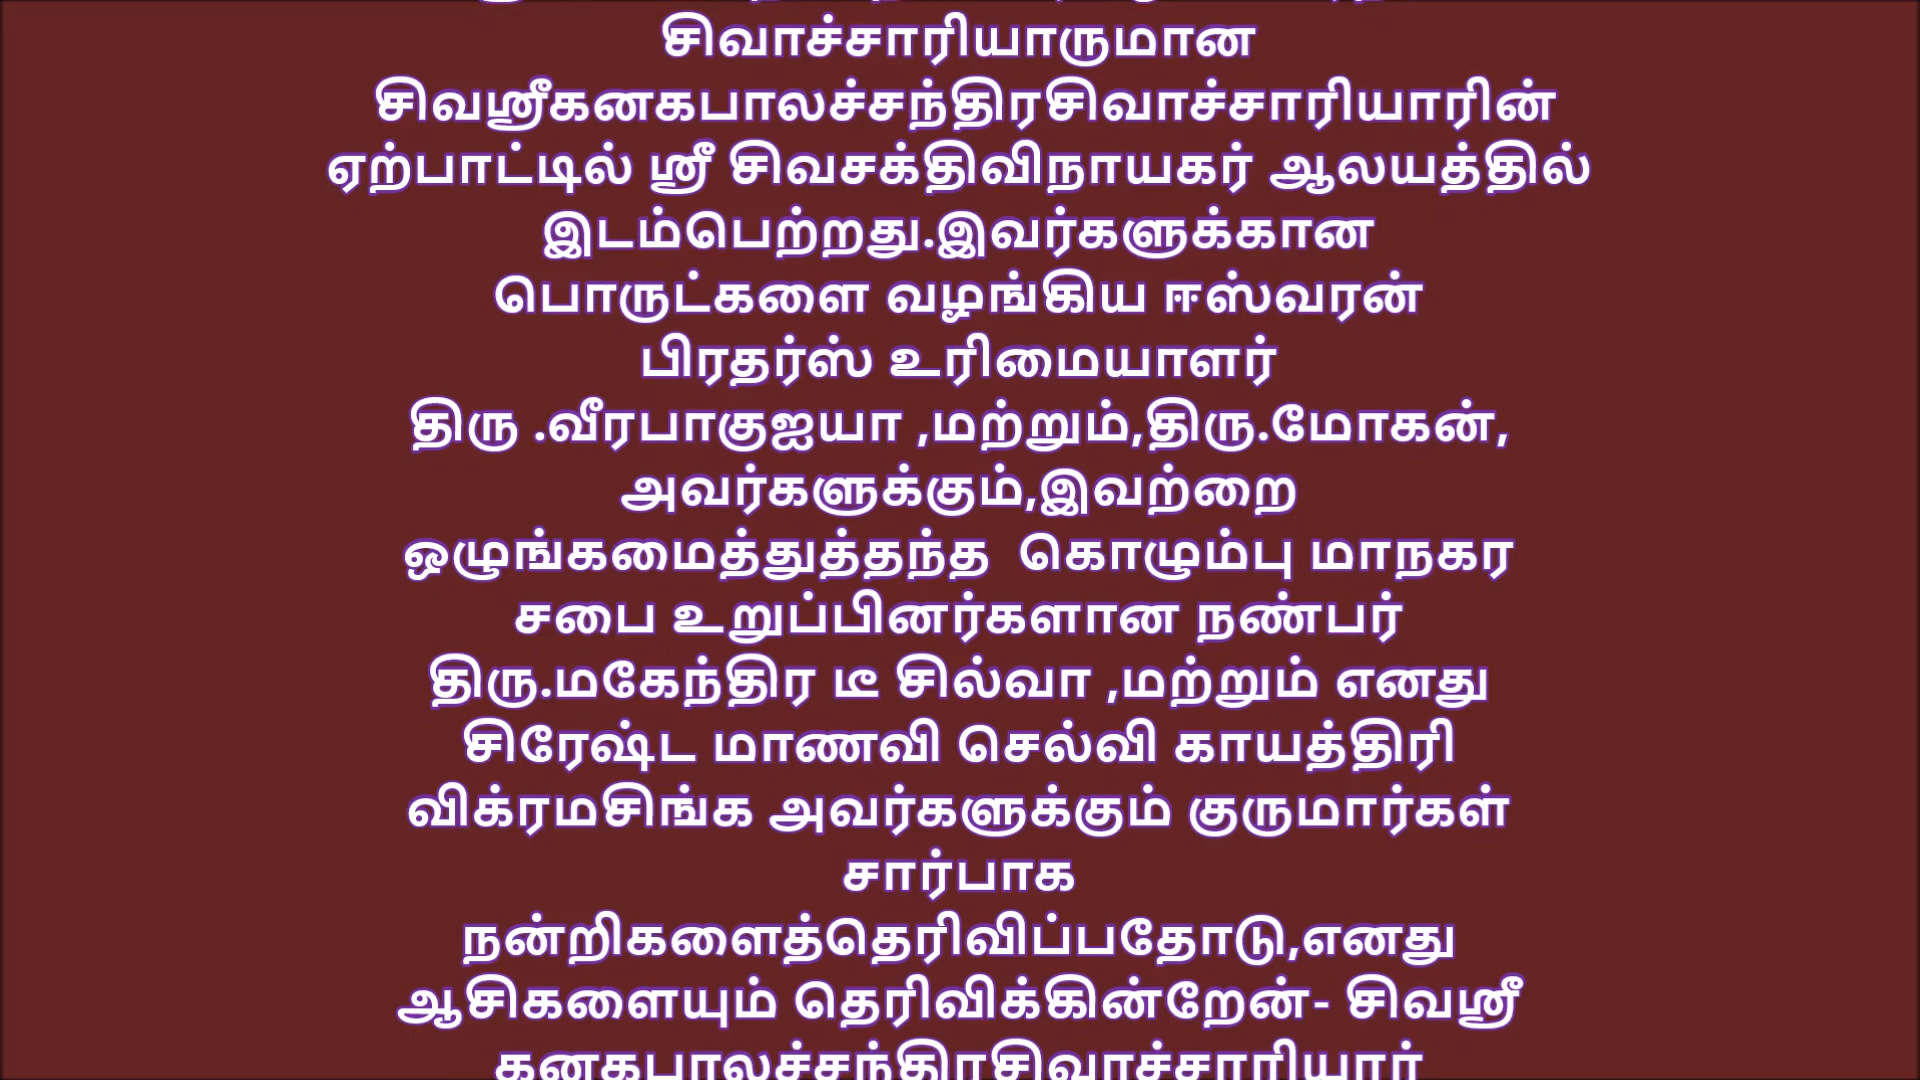 சிவாச்சாரியாருமான
சிவஸ்ரீகனகபாலச்சந்திரசிவாச்சாரியாரின்
ஏற்பாட்டில் ஸ்ரீ சிவசக்திவிநாயகர் ஆலயத்தில்
இடம்பெற்றது.இவர்களுக்கான
பொருட்களை வழங்கிய ஈஸ்வரன்
பிரதர்ஸ் உரிமையாளர்
திரு .வீரபாகுஐயா ,மற்றும்,திரு.மோகன்,
அவர்களுக்கும்,இவற்றை
ஒழுங்கமைத்துத்தந்த  கொழும்பு மாநகர
சபை உறுப்பினர்களான நண்பர்
திரு.மகேந்திர டீ சில்வா ,மற்றும் எனது
சிரேஷ்ட மாணவி செல்வி காயத்திரி
விக்ரமசிங்க அவர்களுக்கும் குருமார்கள்
சார்பாக
நன்றிகளைத்தெரிவிப்பதோடு,எனது
ஆசிகளையும் தெரிவிக்கின்றேன்- சிவஸ்ரீ
கனகபாலச்சந்திரசிவாச்சாரியார்